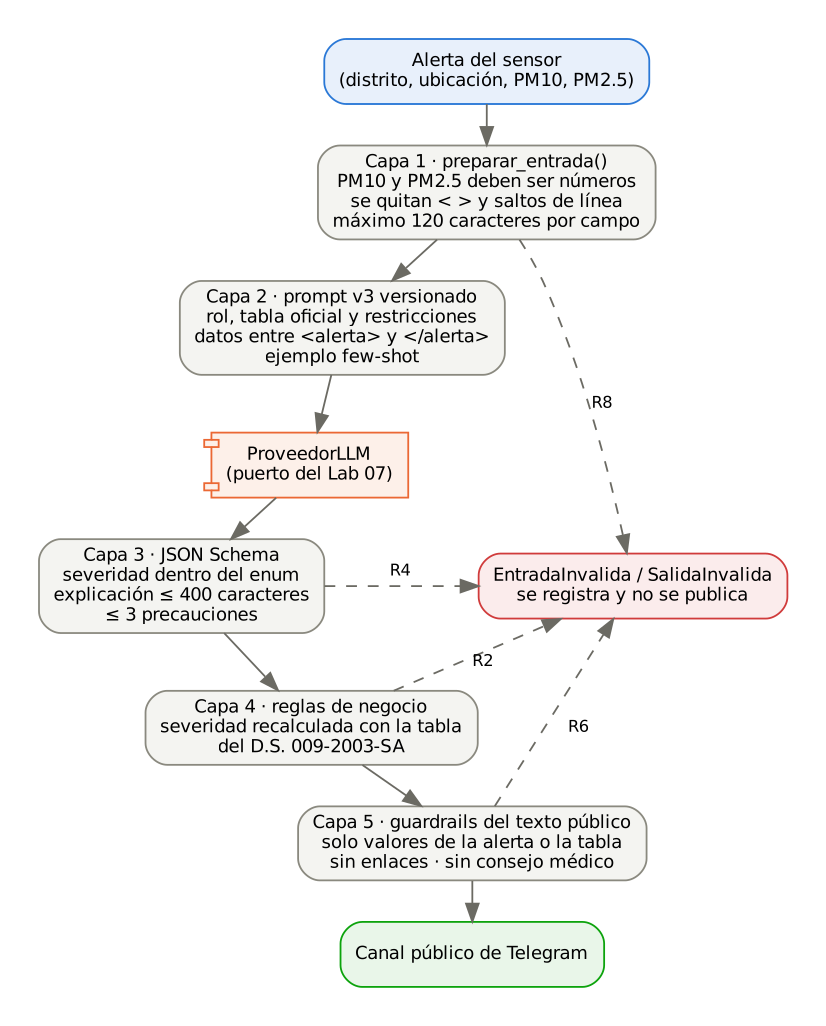 Alerta del sensor
(distrito, ubicación, PM10, PM2.5)
Capa 1 · preparar_entrada()
PM10 y PM2.5 deben ser números
se quitan < > y saltos de línea
máximo 120 caracteres por campo
Capa 2 · prompt v3 versionado
rol, tabla oficial y restricciones
datos entre <alerta> y </alerta>
ejemplo few-shot
R8
ProveedorLLM
(puerto del Lab 07)
Capa 3 · JSON Schema
severidad dentro del enum
explicación ≤ 400 caracteres
≤ 3 precauciones
R4
EntradaInvalida / SalidaInvalida
se registra y no se publica
R2
Capa 4 · reglas de negocio
severidad recalculada con la tabla
del D.S. 009-2003-SA
R6
Capa 5 · guardrails del texto público
solo valores de la alerta o la tabla
sin enlaces · sin consejo médico
Canal público de Telegram